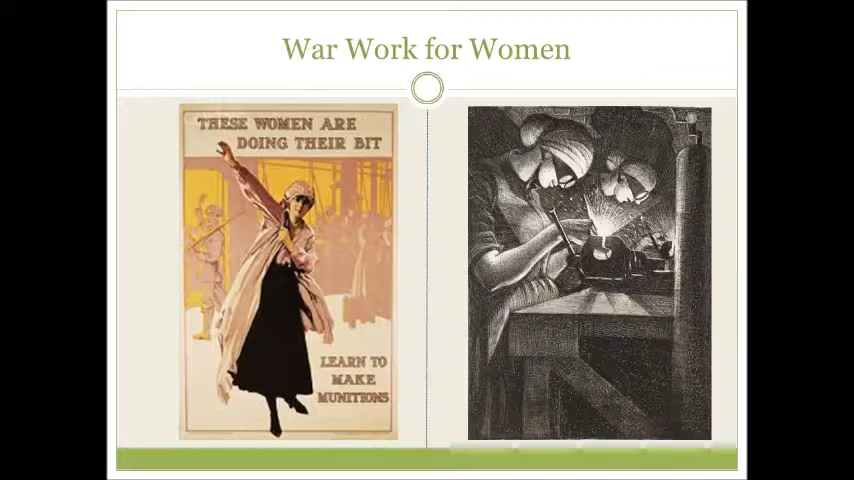 War Work for Women
THESE WOMEN ARE
DOING THEIR BIT
LEARN TO
MAKE
MUNITIONS